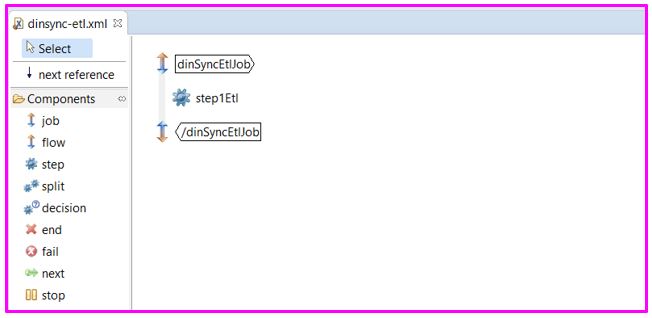 dinsync-etl.xml
Select
next reference
Components
job
flow
step
split
decision
end
fail
next
stop
dinSyncEtlJob
step1Etl
/dinSyncEtlJob